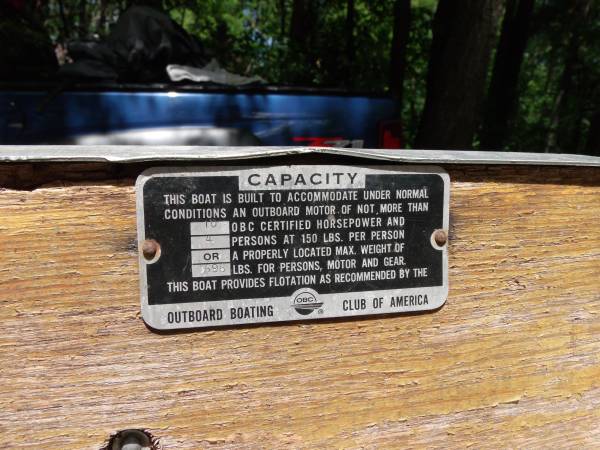 CAPACITY
THIS BOAT IS BUILT TO ACCOMMODATE UNDER NORMAL
CONDITIONS AN OUTBOARD MOTOR OF NOT MORE THAN
10 OBC CERTIFIED HORSEPOWER AND
4 PERSONS AT 150 LBS. PER PERSON
OR A PROPERLY LOCATED MAX. WEIGHT OF
LBS. FOR PERSONS, MOTOR AND GEAR.
THIS BOAT PROVIDES FLOTATION AS RECOMMENDED BY THE
OUTBOARD BOATING OBC ® CLUB OF AMERICA